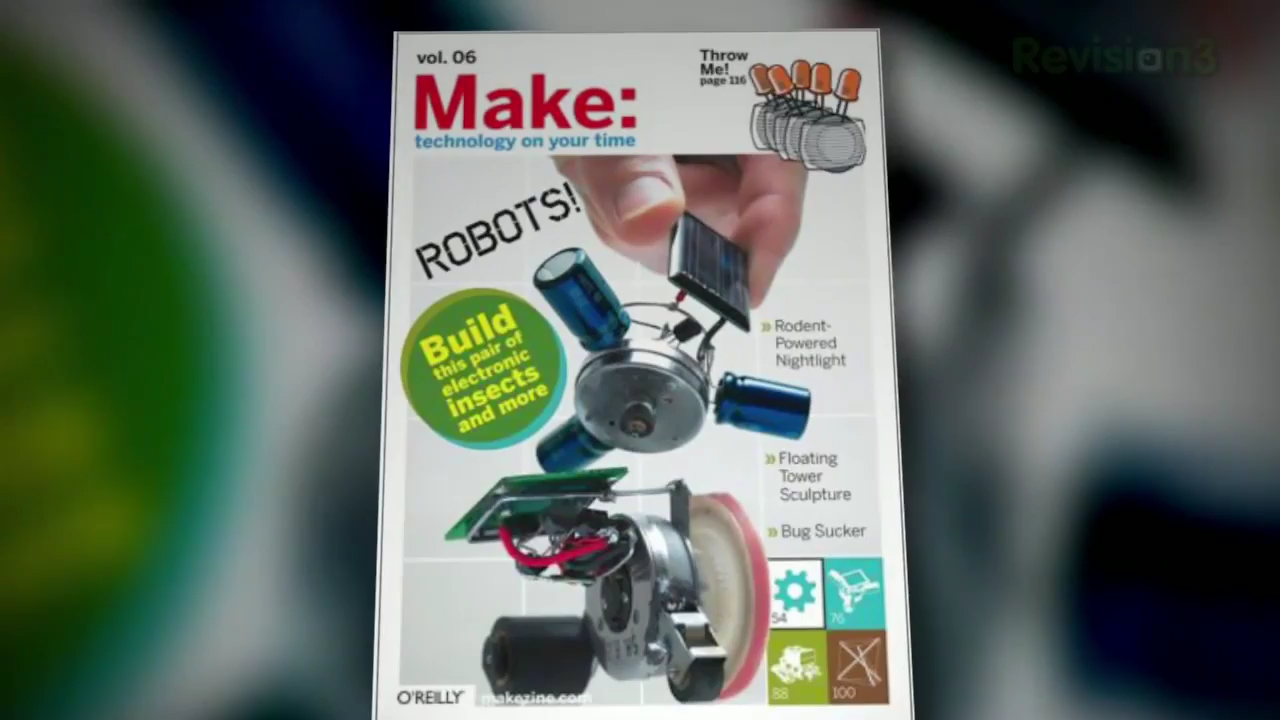 Revision3
vol. 06
Make:
technology on your time
Throw
Me!
page 116
ROBOTS!
Build
this pair of
electronic
insects
and more
» Rodent-
Powered
Nightlight
» Floating
Tower
Sculpture
» Bug Sucker
54
76
88
100
O'REILLY
makezine.com